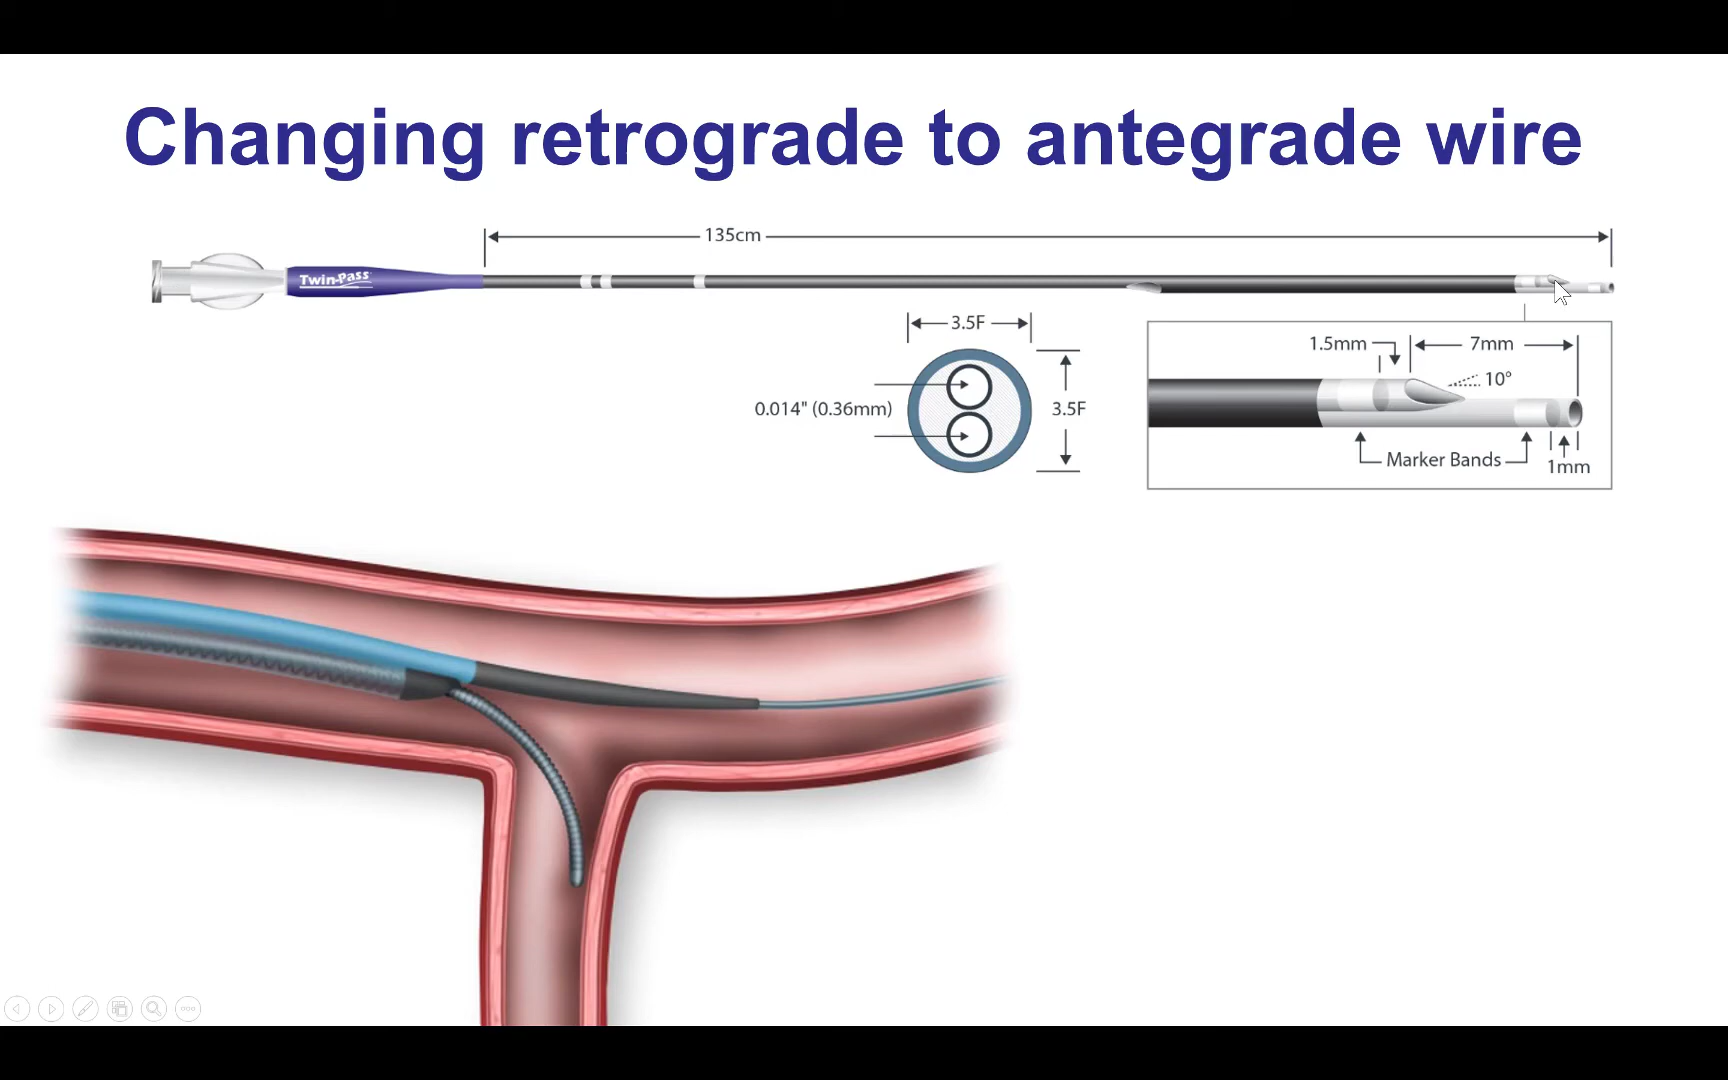 Changing retrograde to antegrade wire
135cm
Twin-Pass
3.5F
0.014" (0.36mm)
3.5F
1.5mm
7mm
10°
Marker Bands
1mm